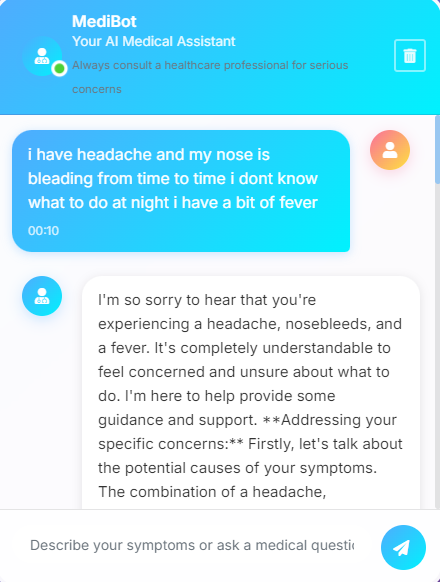 MediBot
Your AI Medical Assistant
Always consult a healthcare professional for serious
concerns
i have headache and my nose is
bleading from time to time i dont know
what to do at night i have a bit of fever
00:10
I'm so sorry to hear that you're
experiencing a headache, nosebleeds, and
a fever. It's completely understandable to
feel concerned and unsure about what to
do. I'm here to help provide some
guidance and support. **Addressing your
specific concerns:** Firstly, let's talk about
the potential causes of your symptoms.
The combination of a headache,
Describe your symptoms or ask a medical questi